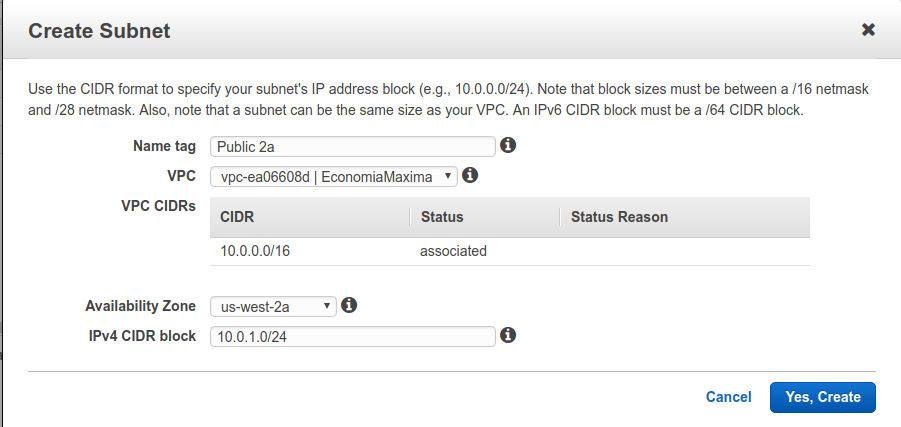 Create Subnet
Use the CIDR format to specify your subnet's IP address block (e.g., 10.0.0.0/24). Note that block sizes must be between a /16 netmask
and /28 netmask. Also, note that a subnet can be the same size as your VPC. An IPv6 CIDR block must be a /64 CIDR block.
Name tag Public 2a
VPC vpc-ea06608d | EconomiaMaxima
VPC CIDRs
CIDR Status Status Reason
10.0.0.0/16 associated
Availability Zone us-west-2a
IPv4 CIDR block 10.0.1.0/24
Cancel Yes, Create